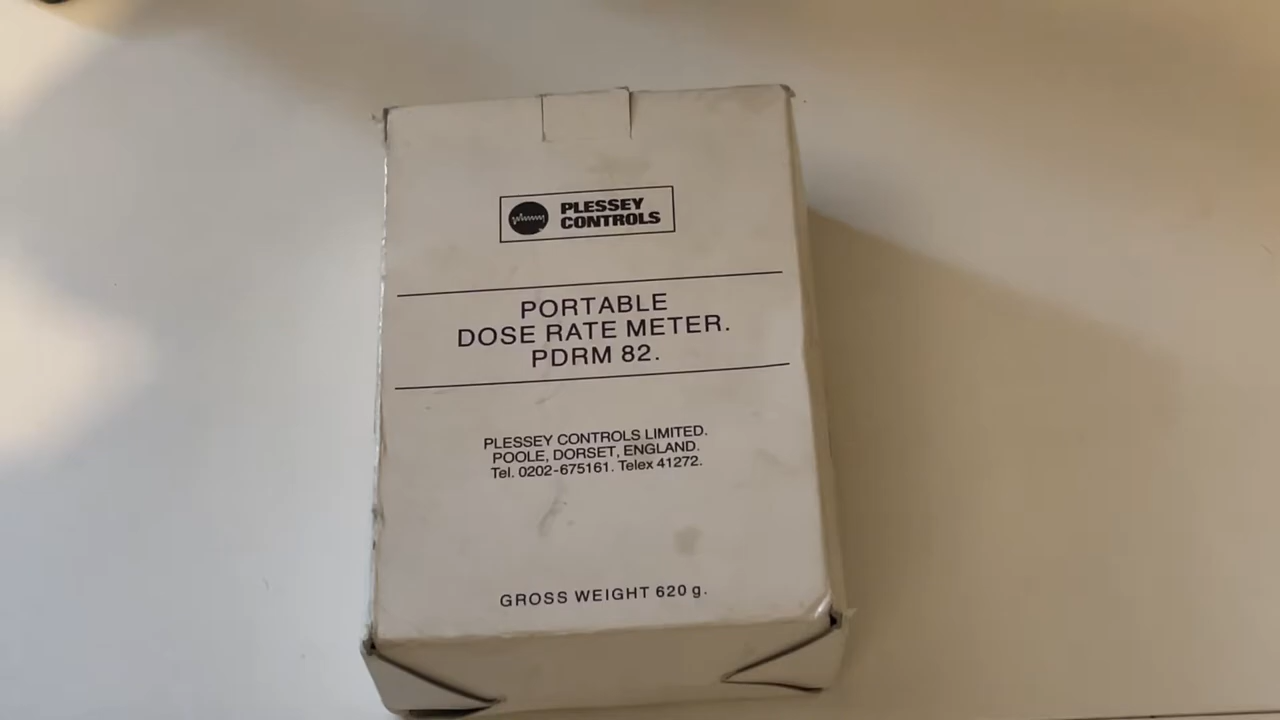 PLESSEY
CONTROLS
PORTABLE
DOSE RATE METER.
PDRM 82.
PLESSEY CONTROLS LIMITED.
POOLE, DORSET, ENGLAND.
Tel. 0202-675161. Telex 41272.
GROSS WEIGHT 620 g.